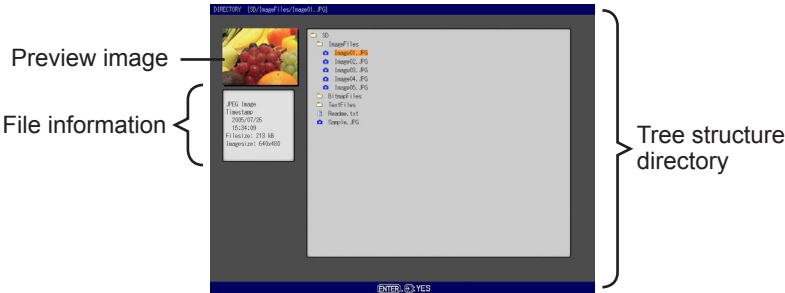 DIRECTORY [SD/ImageFiles/Image01.JPG]
Preview image
File information
JPEG Image
Timestamp
2005/07/26
15:34:09
Filesize: 213 kB
Imagesize: 640x480
SD
ImageFiles
Image01.JPG
Image02.JPG
Image03.JPG
Image04.JPG
Image05.JPG
BitmapFiles
TextFiles
Readme.txt
Sample.JPG
Tree structure
directory
ENTER,:YES